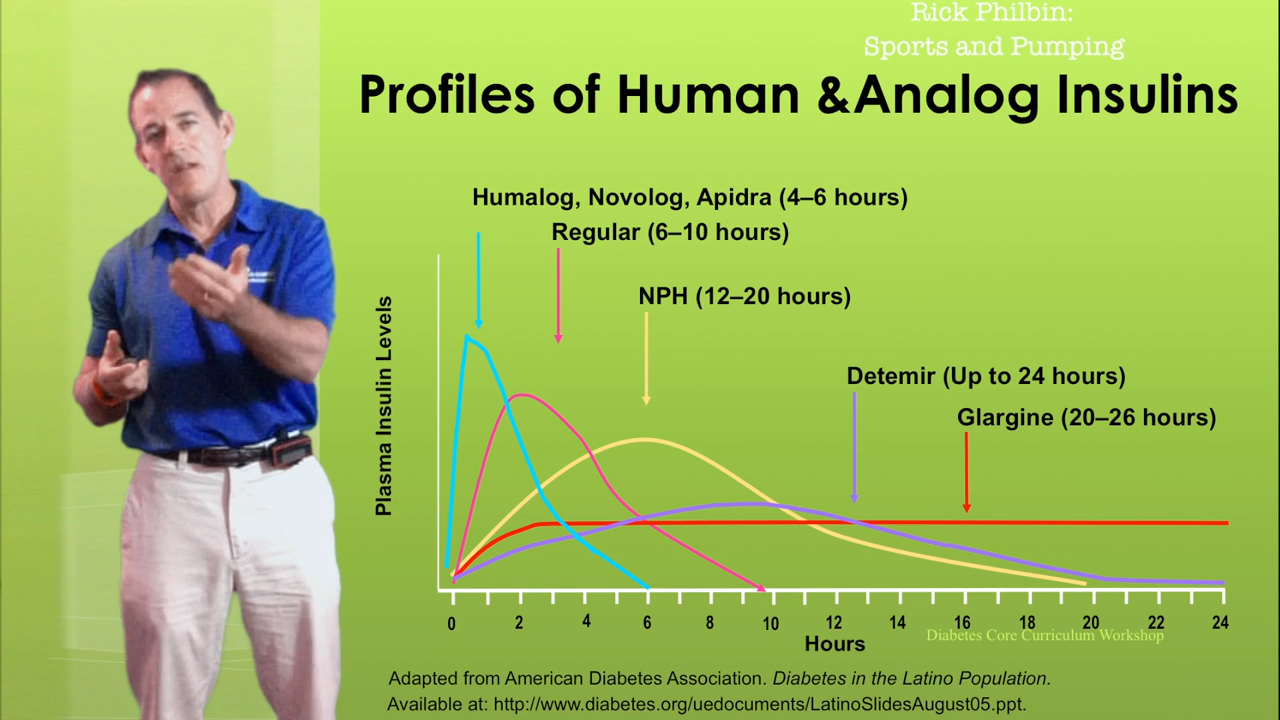 Rick Philbin:
Sports and Pumping
Profiles of Human &Analog Insulins
Humalog, Novolog, Apidra (4–6 hours)
Regular (6–10 hours)
NPH (12–20 hours)
Detemir (Up to 24 hours)
Glargine (20–26 hours)
Plasma Insulin Levels
0 2 4 6 8 10 12 14 16 18 20 22 24
Diabetes Core Curriculum Workshop
Hours
Adapted from American Diabetes Association. Diabetes in the Latino Population.
Available at: http://www.diabetes.org/uedocuments/LatinoSlidesAugust05.ppt.